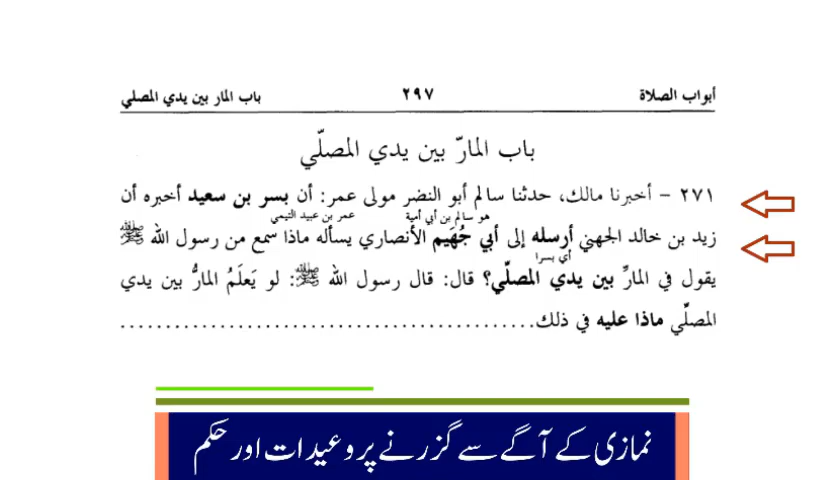 أبواب الصلاة ٢٩٧ باب المار بين يدي المصلي
باب المارّ بين يدي المصلّي
٢٧١ - أخبرنا مالك، حدثنا سالم أبو النضر مولى عمر: أن بسر بن سعيد أخبره أن
هو سالم بن أبي أمية عمر بن عبيد التيمي
زيد بن خالد الجهني أرسله إلى أبي جُهَيم الأنصاري يسأله ماذا سمع من رسول الله ﷺ
أي بسرا
يقول في المارِّ بين يدي المصلّي؟ قال: قال رسول الله ﷺ: لو يَعلَمُ المارُّ بين يدي
المصلّي ماذا عليه في ذلك........................................................
نمازی کے آگے سے گزرنے پر وعیدات اور حکم